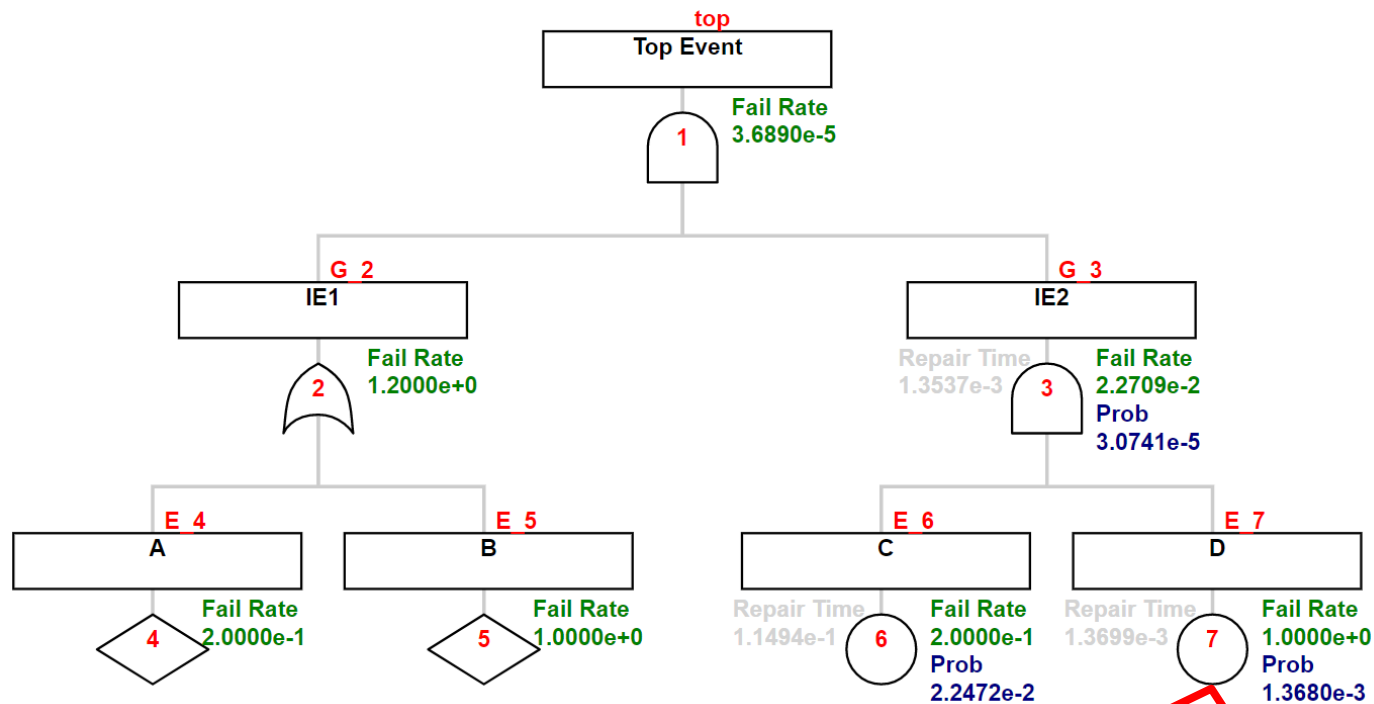 top
Top Event
Fail Rate
3.6890e-5
1
G_2
IE1
Fail Rate
1.2000e+0
2
G_3
IE2
Repair Time
1.3537e-3
Fail Rate
2.2709e-2
Prob
3.0741e-5
3
E_4
A
Fail Rate
2.0000e-1
4
E_5
B
Fail Rate
1.0000e+0
5
E_6
C
Repair Time
1.1494e-1
Fail Rate
2.0000e-1
Prob
2.2472e-2
6
E_7
D
Repair Time
1.3699e-3
Fail Rate
1.0000e+0
Prob
1.3680e-3
7